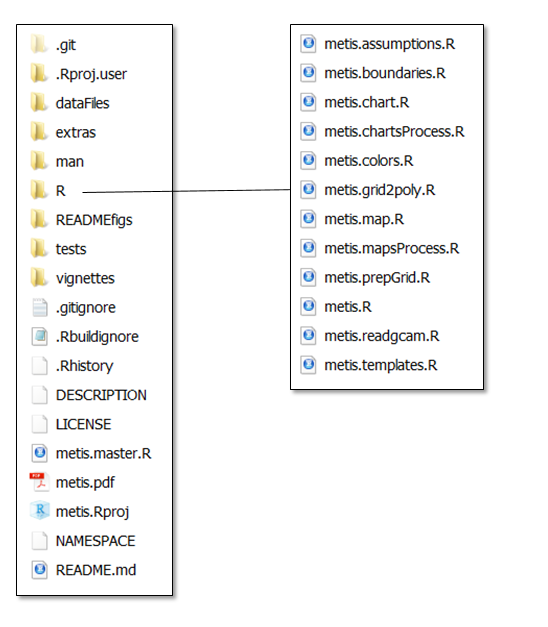 .git
.Rproj.user
dataFiles
extras
man
R
READMEfigs
tests
vignettes
.gitignore
.Rbuildignore
.Rhistory
DESCRIPTION
LICENSE
metis.master.R
metis.pdf
metis.Rproj
NAMESPACE
README.md
metis.assumptions.R
metis.boundaries.R
metis.chart.R
metis.chartsProcess.R
metis.colors.R
metis.grid2poly.R
metis.map.R
metis.mapsProcess.R
metis.prepGrid.R
metis.R
metis.readgcam.R
metis.templates.R